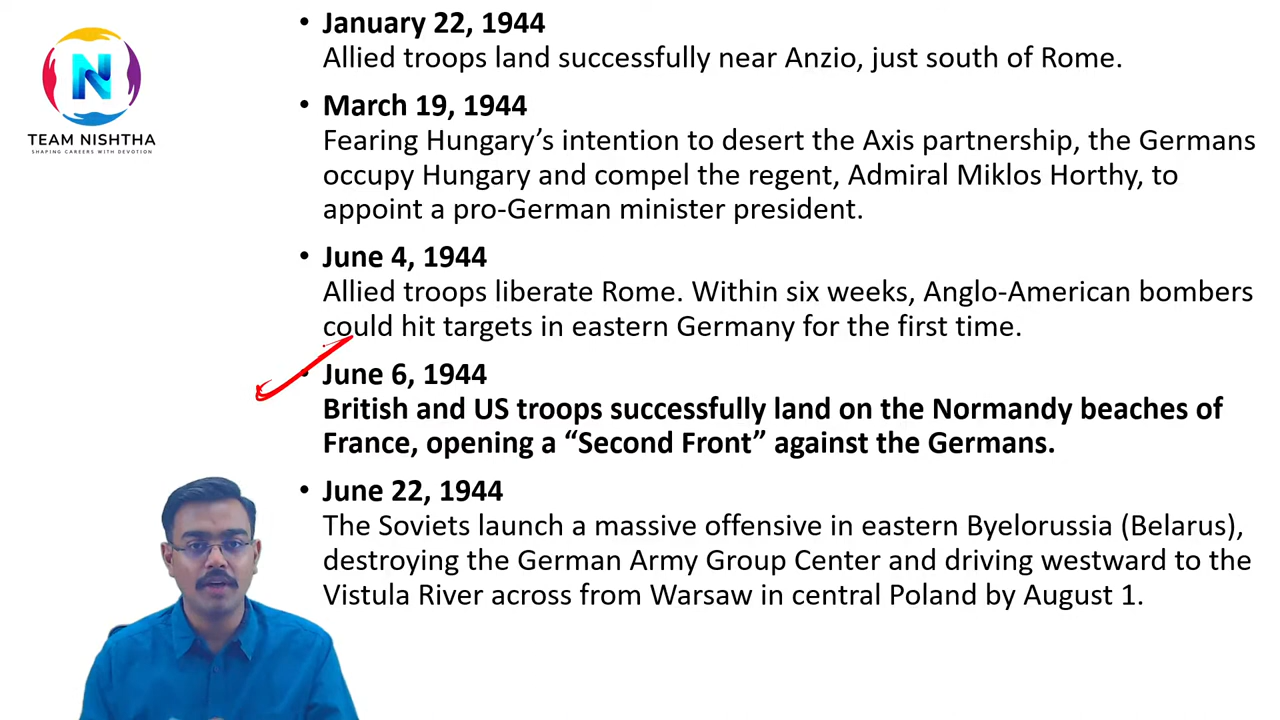 TEAM NISHTHA
SHAPING CAREERS WITH DEVOTION
• January 22, 1944
Allied troops land successfully near Anzio, just south of Rome.
• March 19, 1944
Fearing Hungary’s intention to desert the Axis partnership, the Germans
occupy Hungary and compel the regent, Admiral Miklos Horthy, to
appoint a pro-German minister president.
• June 4, 1944
Allied troops liberate Rome. Within six weeks, Anglo-American bombers
could hit targets in eastern Germany for the first time.
• June 6, 1944
British and US troops successfully land on the Normandy beaches of
France, opening a “Second Front” against the Germans.
• June 22, 1944
The Soviets launch a massive offensive in eastern Byelorussia (Belarus),
destroying the German Army Group Center and driving westward to the
Vistula River across from Warsaw in central Poland by August 1.